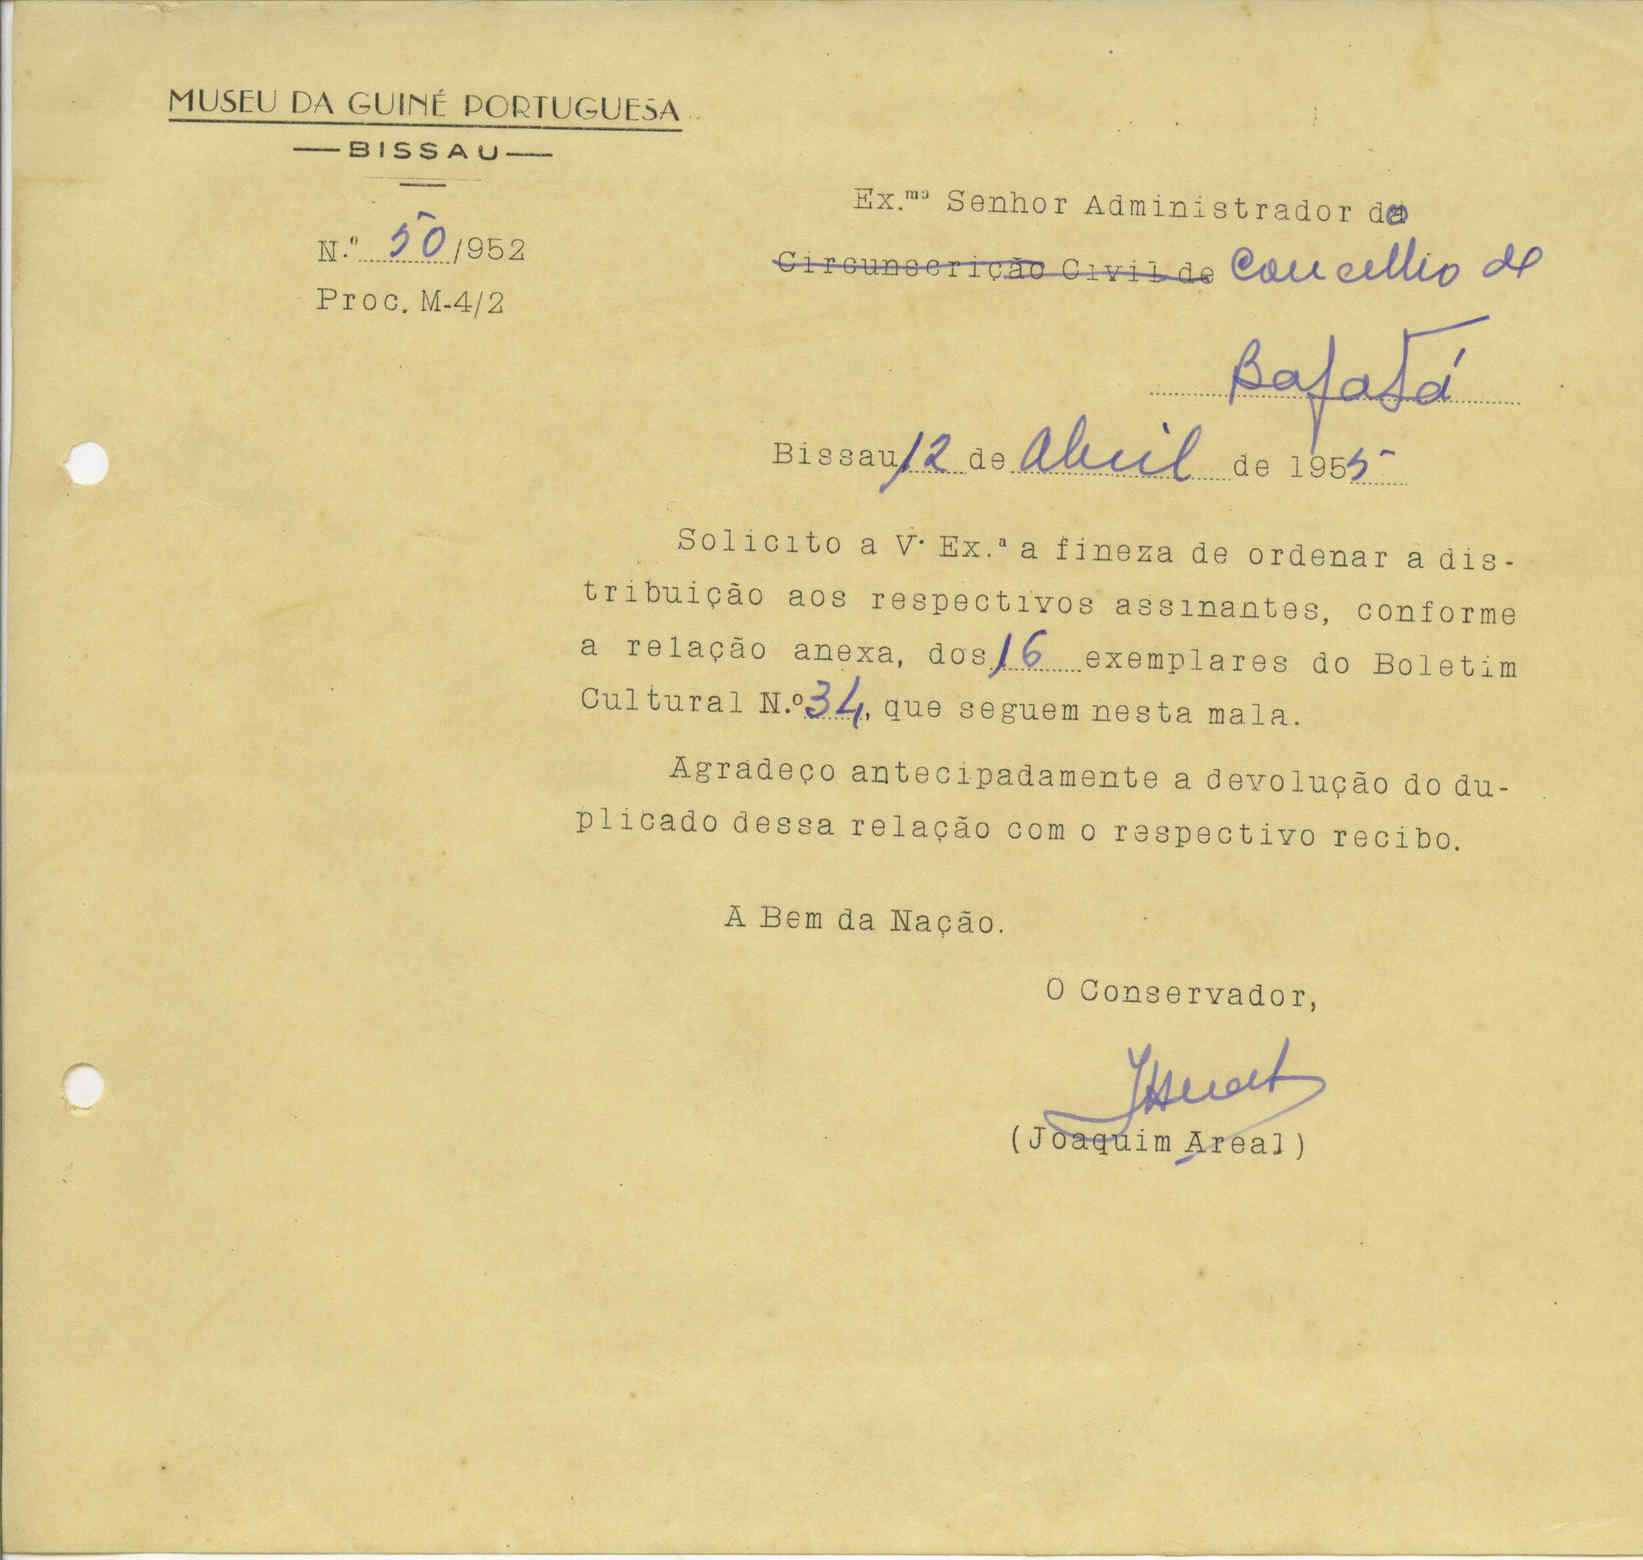 MUSEU DA GUINÉ PORTUGUESA
BISSAU
N.º 50/952
Proc. M-4/2
Ex.mo Senhor Administrador do
Circunscrição Civil de Concelho de
Bafatá
Bissau 12 de Abril de 1955
Solicito a V. Ex.ª a fineza de ordenar a dis-
tribuição aos respectivos assinantes, conforme
a relação anexa, dos 16 exemplares do Boletim
Cultural N.º 34, que seguem nesta mala.
Agradeço antecipadamente a devolução do du-
plicado dessa relação com o respectivo recibo.
A Bem da Nação.
O Conservador,
(Joaquim Areal)